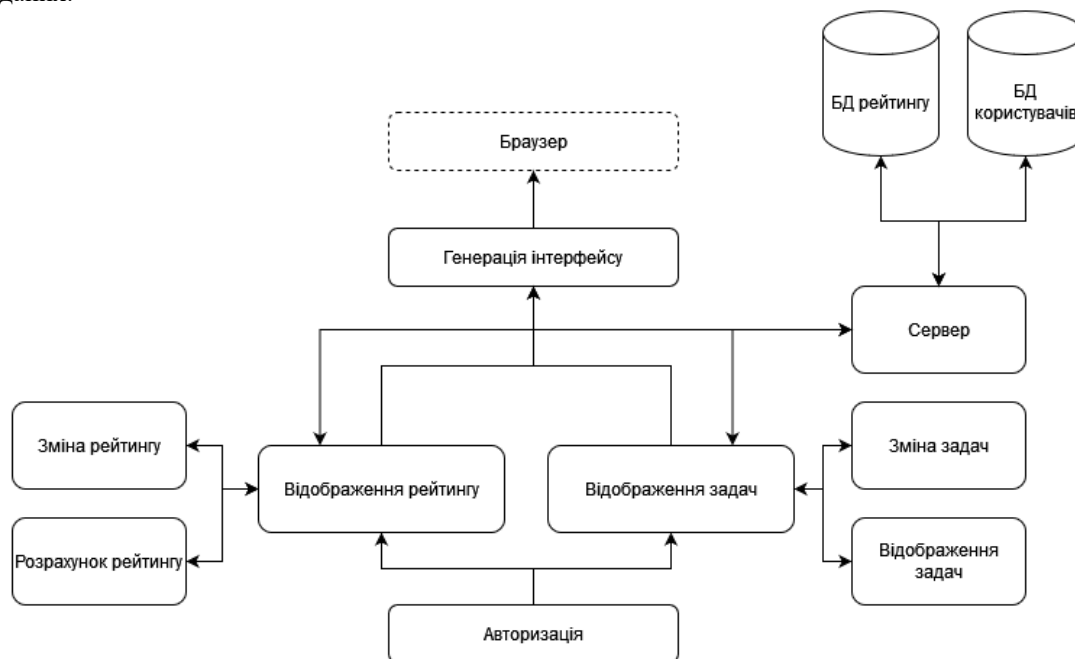 БД рейтингу
БД
користувачів
Браузер
Генерація інтерфейсу
Сервер
Зміна рейтингу
Зміна задач
Відображення рейтингу
Відображення задач
Розрахунок рейтингу
Відображення
задач
Авторизація